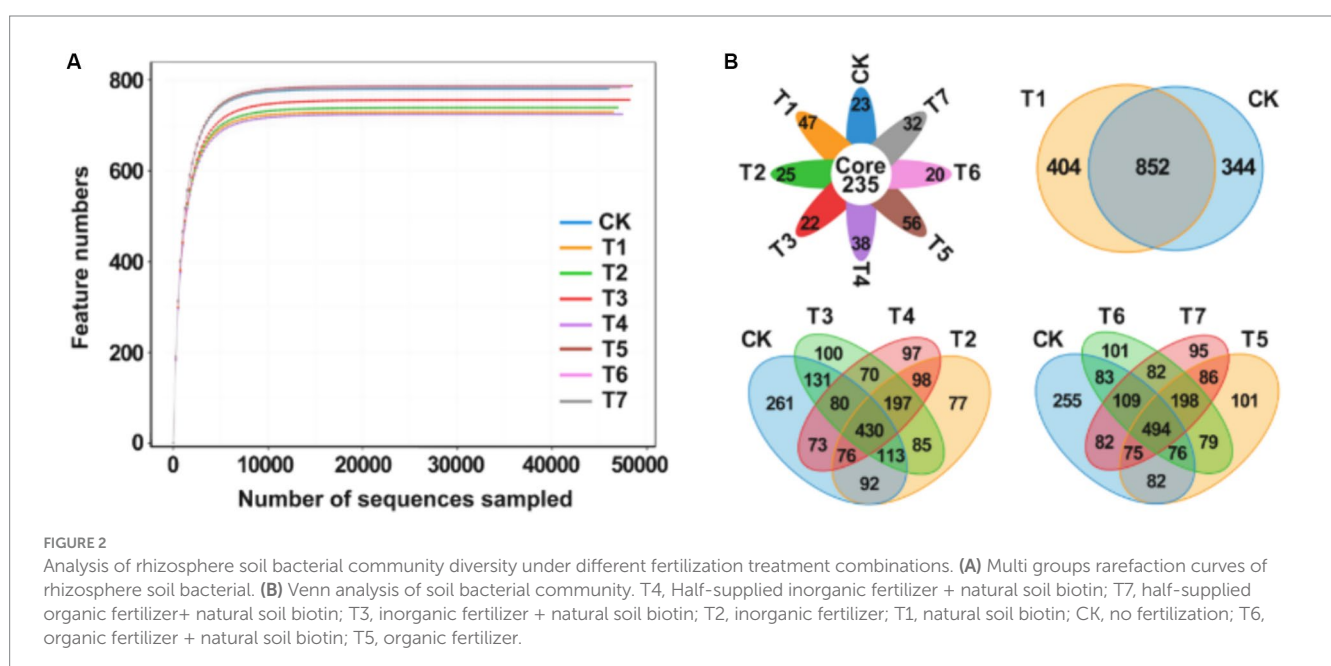 A
800
600
400
200
0
Feature numbers
0 10000 20000 30000 40000 50000
Number of sequences sampled
CK
T1
T2
T3
T4
T5
T6
T7
B
CK
23
T7
32
T6
20
T5
56
T4
38
T3
22
T2
25
T1
47
Core
235
T1 CK
404 852 344
CK T3 T4 T2
100 97
131 70 98
261 80 197 77
430
73 76 113 85
92
CK T6 T7 T5
101 95
83 82 86
255 109 198 101
494
82 75 76 79
82
FIGURE 2
Analysis of rhizosphere soil bacterial community diversity under different fertilization treatment combinations. (A) Multi groups rarefaction curves of
rhizosphere soil bacterial. (B) Venn analysis of soil bacterial community. T4, Half-supplied inorganic fertilizer + natural soil biotin; T7, half-supplied
organic fertilizer+ natural soil biotin; T3, inorganic fertilizer + natural soil biotin; T2, inorganic fertilizer; T1, natural soil biotin; CK, no fertilization; T6,
organic fertilizer + natural soil biotin; T5, organic fertilizer.